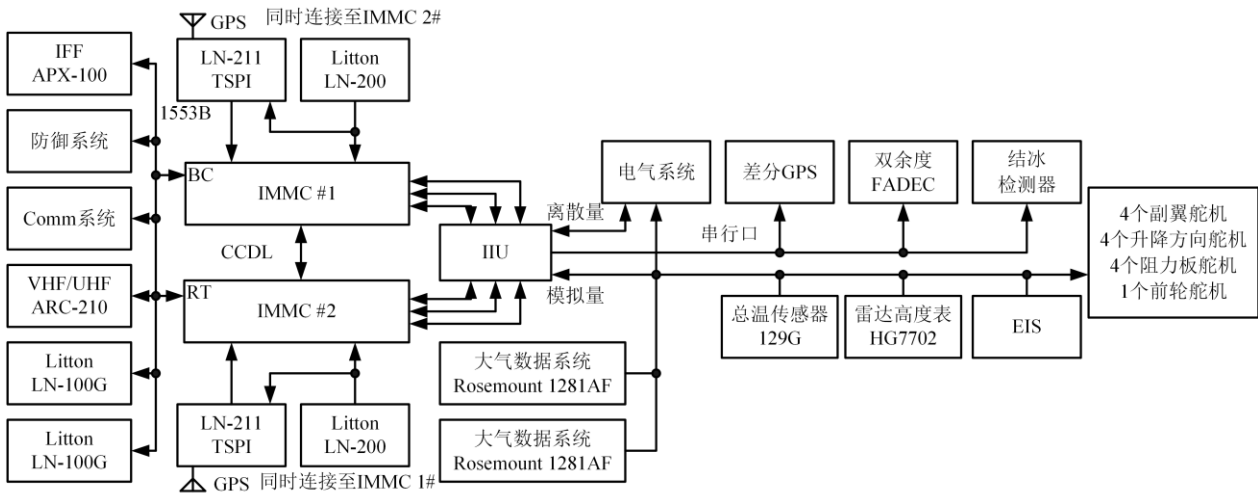 GPS
同时连接至IMMC 2#
IFF
APX-100
LN-211
TSPI
Litton
LN-200
1553B
防御系统
BC
IMMC #1
电气系统
差分GPS
双余度
FADEC
结冰
检测器
Comm系统
离散量
串行口
4个副翼舵机
4个升降方向舵机
4个阻力板舵机
1个前轮舵机
CCDL
IIU
VHF/UHF
ARC-210
RT
IMMC #2
模拟量
总温传感器
129G
雷达高度表
HG7702
EIS
Litton
LN-100G
大气数据系统
Rosemount 1281AF
Litton
LN-100G
LN-211
TSPI
Litton
LN-200
大气数据系统
Rosemount 1281AF
GPS
同时连接至IMMC 1#